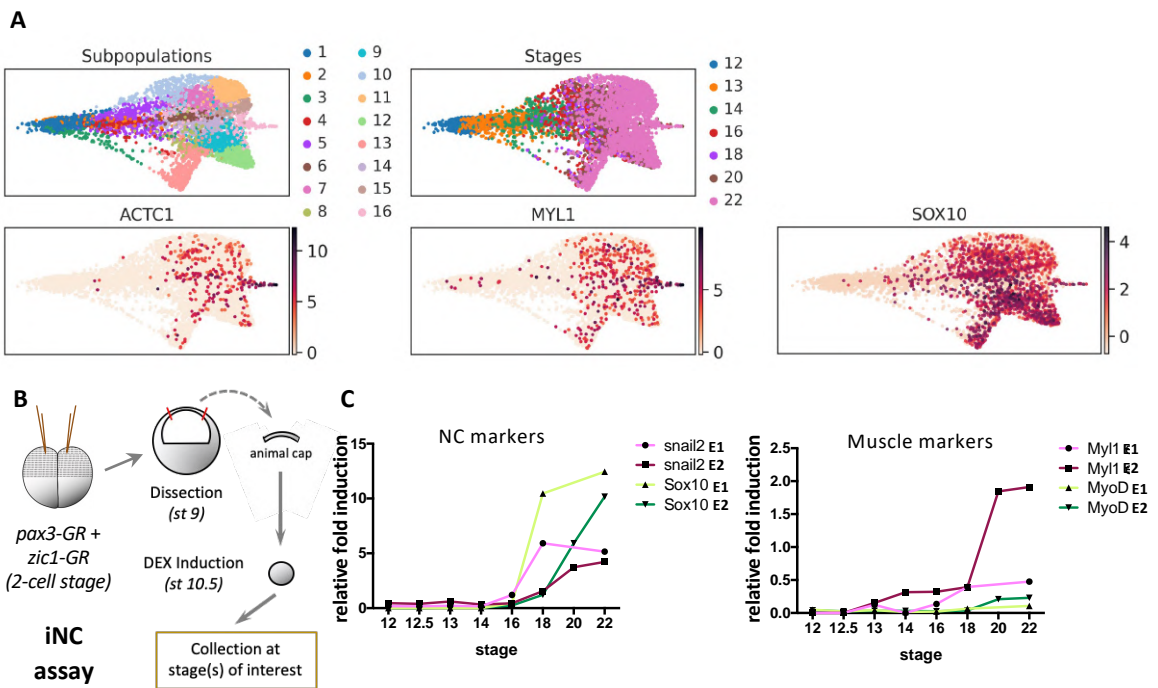 A
Subpopulations
1
2
3
4
5
6
7
8
9
10
11
12
13
14
15
16
Stages
12
13
14
16
18
20
22
ACTC1
10
5
0
MYL1
5
0
SOX10
4
2
0
B
pax3-GR +
zic1-GR
(2-cell stage)
Dissection
(st 9)
animal cap
DEX Induction
(st 10.5)
Collection at
stage(s) of interest
iNC
assay
C
NC markers
relative fold induction
15
10
5
0
12 12.5 13 14 16 18 20 22
stage
snail2 E1
snail2 E2
Sox10 E1
Sox10 E2
Muscle markers
relative fold induction
2.5
2.0
1.5
1.0
0.5
0.0
12 12.5 13 14 16 18 20 22
stage
Myl1 E1
Myl1 E2
MyoD E1
MyoD E2